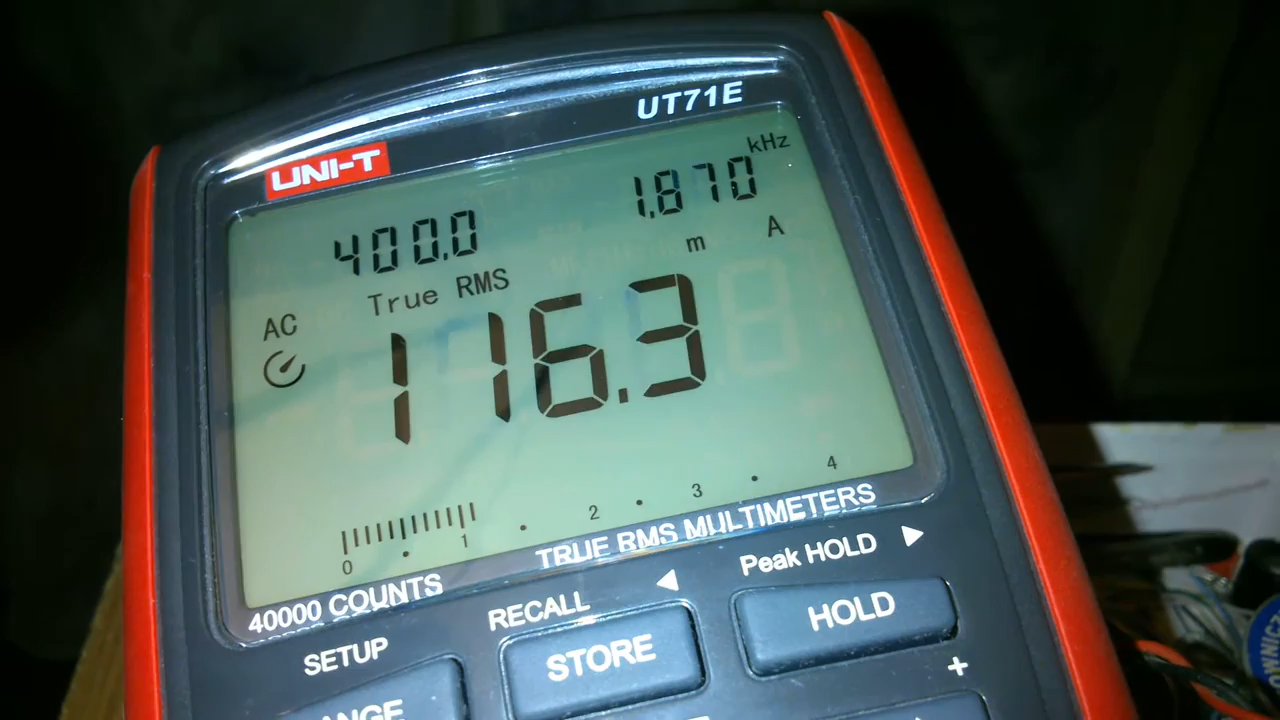 UT71E
UNI-T
kHz
400.0 1.870
m A
True RMS
AC
116.3
0 1 2 3 4
40000 COUNTS TRUE RMS MULTIMETERS
RECALL Peak HOLD
SETUP STORE HOLD
+